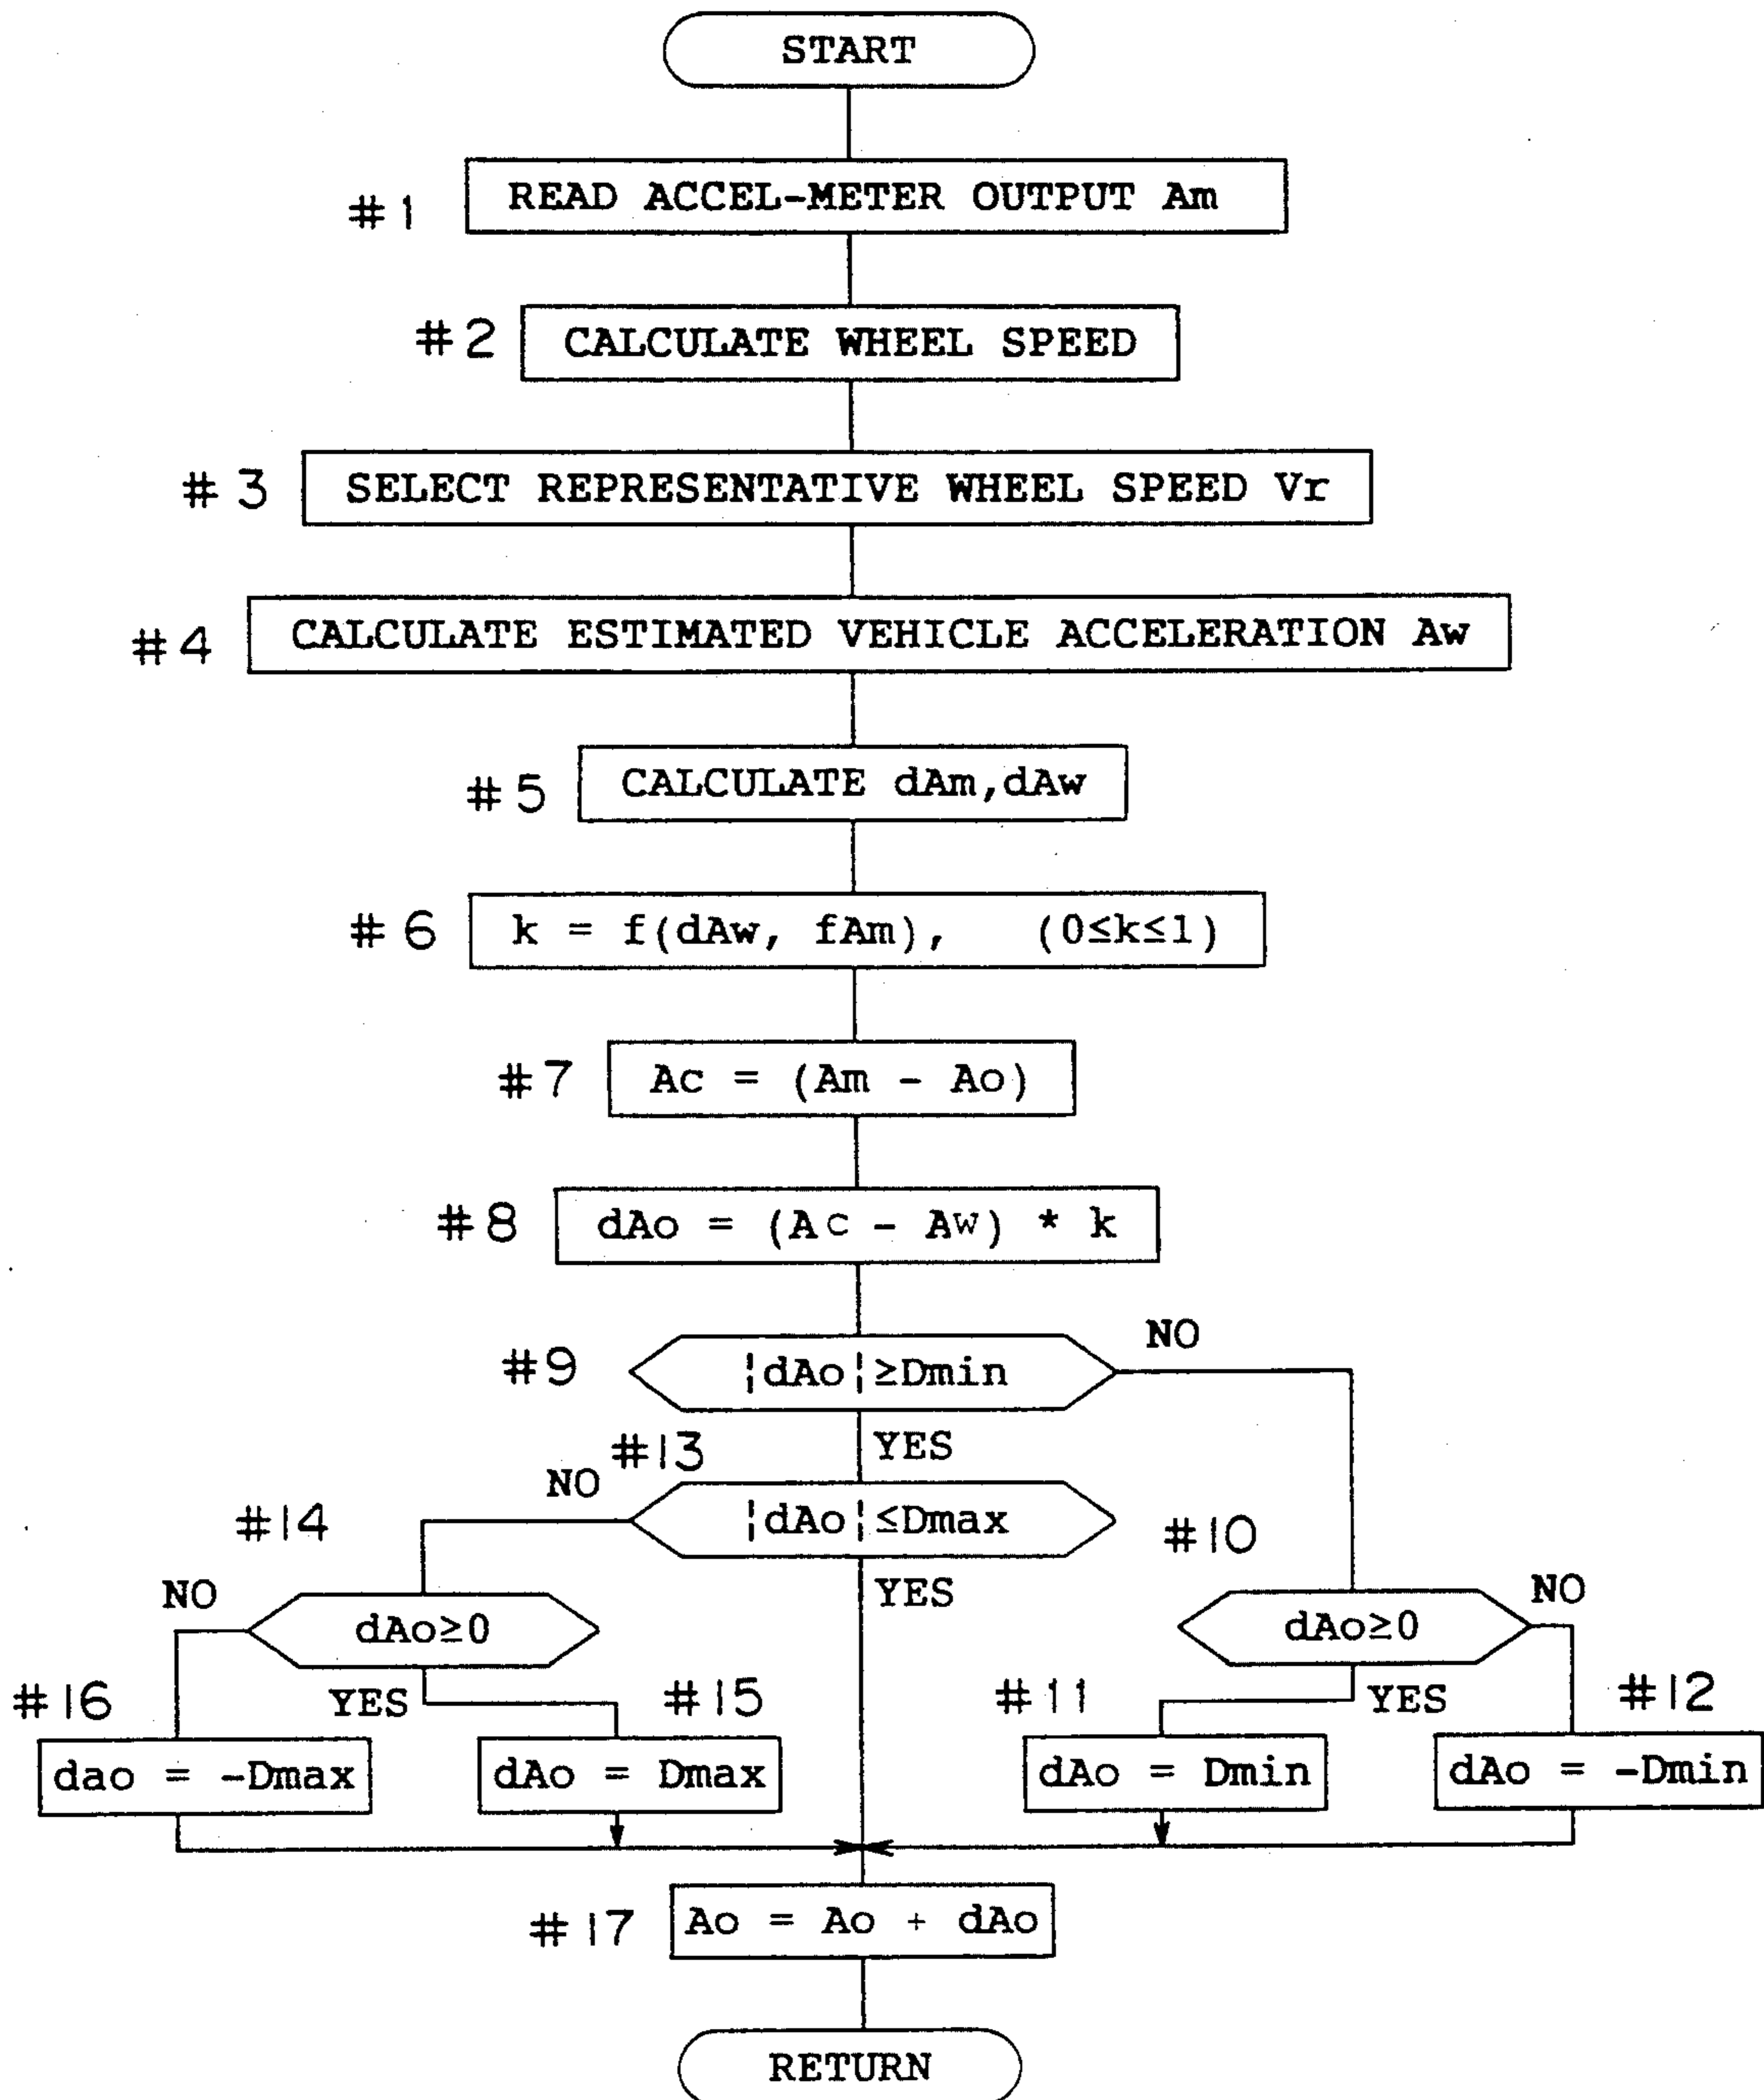 START
#1 READ ACCEL-METER OUTPUT Am
#2 CALCULATE WHEEL SPEED
#3 SELECT REPRESENTATIVE WHEEL SPEED Vr
#4 CALCULATE ESTIMATED VEHICLE ACCELERATION Aw
#5 CALCULATE dAm,dAw
#6 k = f(dAw, fAm), (0≤k≤1)
#7 Ac = (Am - Ao)
#8 dAo = (Ac - Aw) * k
#9 ¦dAo¦≥Dmin NO
YES
#13 NO ¦dAo¦≤Dmax
YES
#14 NO dAo≥0
#10 dAo≥0 NO
#16 YES #15 #11 YES #12
dao = -Dmax dAo = Dmax dAo = Dmin dAo = -Dmin
#17 Ao = Ao + dAo
RETURN